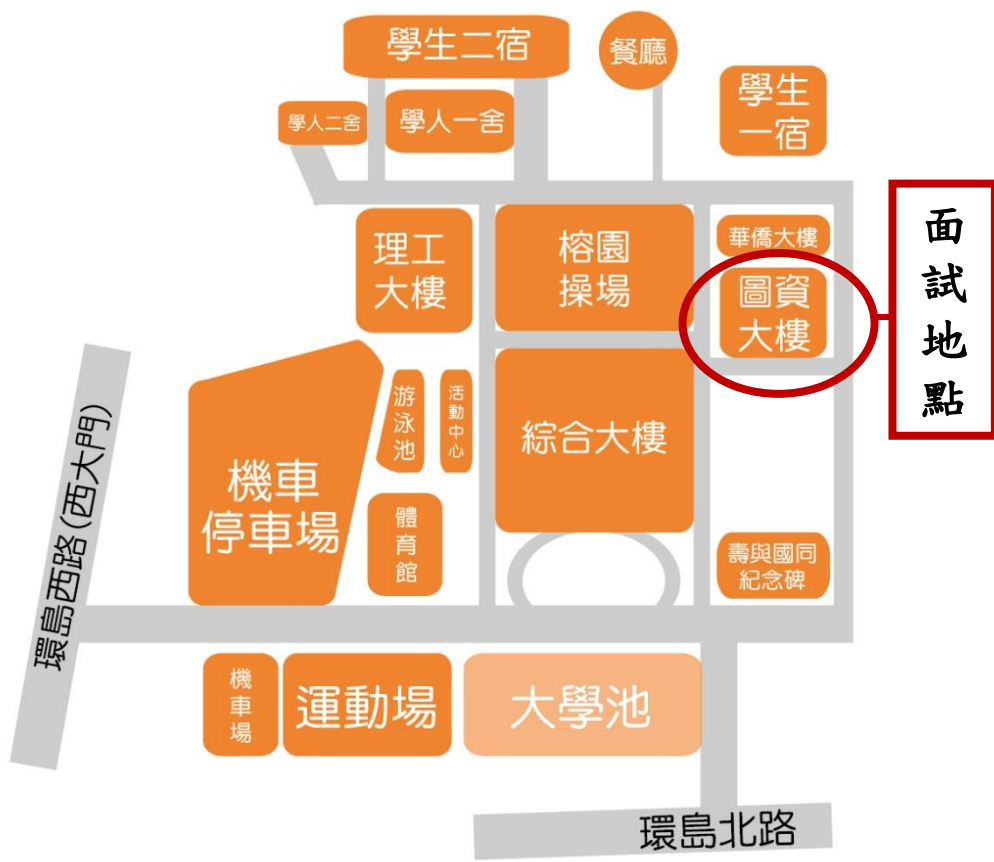 學生二宿
餐廳
學生
一宿
學人二舍
學人一舍
理工
大樓
榕園
操場
華僑大樓
圖資
大樓
面
試
地
點
機車
停車場
游
泳
池
活
動
中
心
綜合大樓
體
育
館
壽與國同
紀念碑
環島西路(西大門)
機
車
場
運動場
大學池
環島北路